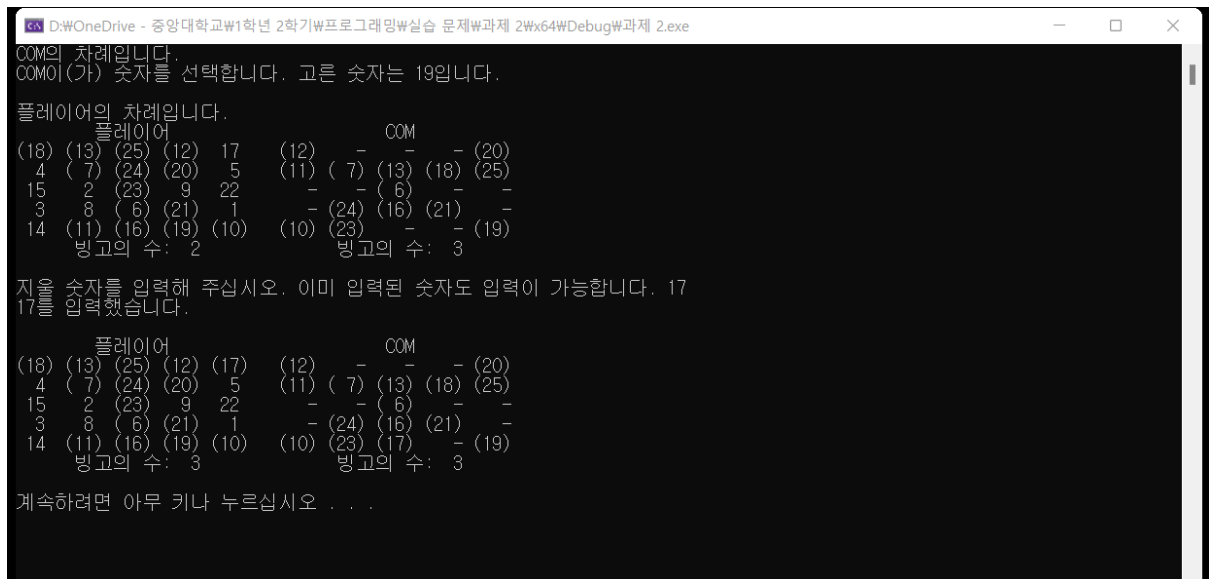 D:₩OneDrive - 중앙대학교₩1학년 2학기₩프로그래밍₩실습 문제₩과제 2₩x64₩Debug₩과제 2.exe
COM의 차례입니다.
COM이(가) 숫자를 선택합니다. 고른 숫자는 19입니다.
플레이어의 차례입니다.
플레이어 COM
(18) (13) (25) (12) 17 (12) - - - (20)
4 ( 7) (24) (20) 5 (11) ( 7) (13) (18) (25)
15 2 (23) 9 22 - - ( 6) - -
3 8 ( 6) (21) 1 - (24) (16) (21) -
14 (11) (16) (19) (10) (10) (23) - - (19)
빙고의 수: 2 빙고의 수: 3
지울 숫자를 입력해 주십시오. 이미 입력된 숫자도 입력이 가능합니다. 17
17를 입력했습니다.
플레이어 COM
(18) (13) (25) (12) (17) (12) - - - (20)
4 ( 7) (24) (20) 5 (11) ( 7) (13) (18) (25)
15 2 (23) 9 22 - - ( 6) - -
3 8 ( 6) (21) 1 - (24) (16) (21) -
14 (11) (16) (19) (10) (10) (23) (17) - (19)
빙고의 수: 3 빙고의 수: 3
계속하려면 아무 키나 누르십시오 . . .